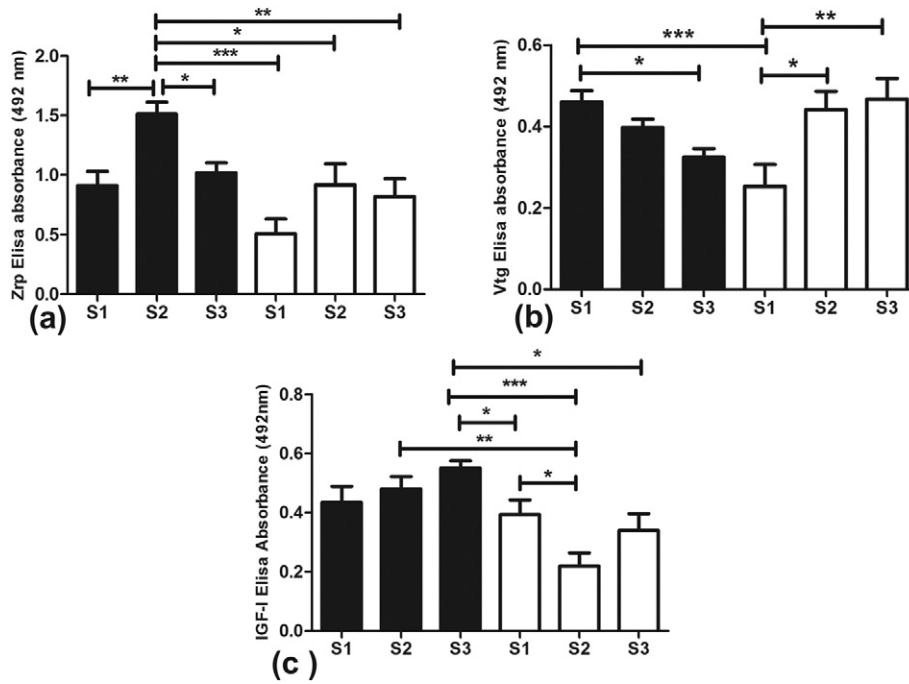 Zrp Elisa absorbance (492 nm)
2.0
1.5
1.0
0.5
0.0
**
*
***
** *
S1 S2 S3 S1 S2 S3
(a)
Vtg Elisa absorbance (492 nm)
0.6
0.4
0.2
0.0
*** **
* *
S1 S2 S3 S1 S2 S3
(b)
IGF-I Elisa Absorbance (492nm)
0.8
0.6
0.4
0.2
0.0
*
***
*
**
*
S1 S2 S3 S1 S2 S3
(c )